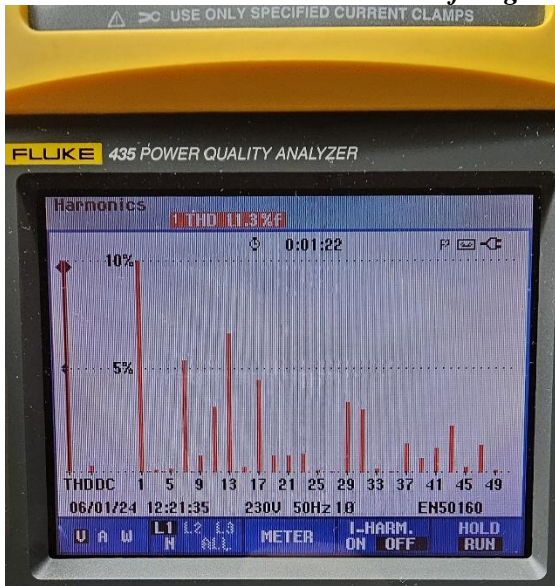 ⚠ USE ONLY SPECIFIED CURRENT CLAMPS
FLUKE 435 POWER QUALITY ANALYZER
Harmonics
THD 11.3%f
0:01:22
10%
5%
THDDC 1 5 9 13 17 21 25 29 33 37 41 45 49
06/01/24 12:21:35 230V 50Hz 1Ø EN50160
V A W L1 L2 L3 N ALL METER I-HARM. ON OFF HOLD RUN